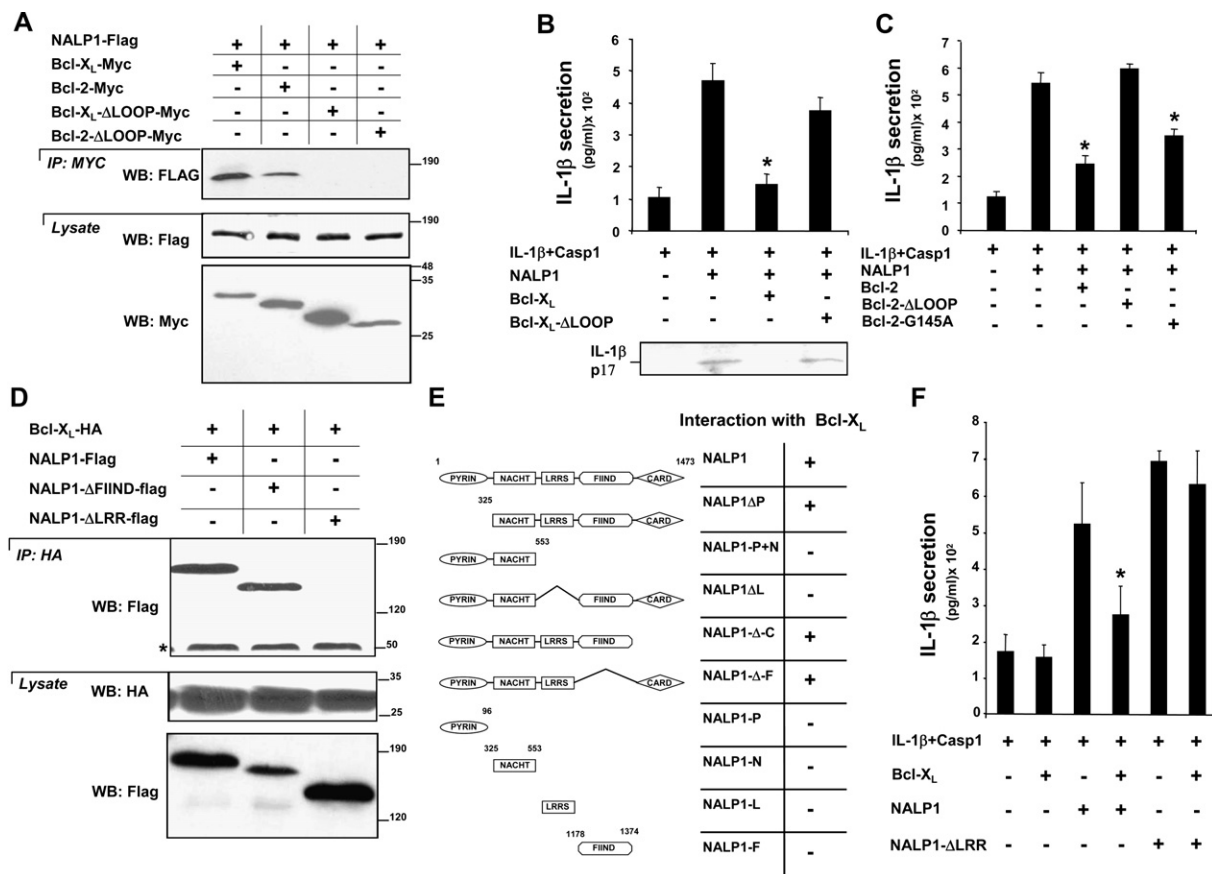 A
NALP1-Flag + + + +
Bcl-XL-Myc + - - -
Bcl-2-Myc - + - -
Bcl-XL-ΔLOOP-Myc - - + -
Bcl-2-ΔLOOP-Myc - - - +
IP: MYC
WB: FLAG
190
Lysate
WB: Flag
190
WB: Myc
48
35
25
B
IL-1β secretion
(pg/ml)x 10²
6
5
4
3
2
1
0
*
IL-1β+Casp1 + + + +
NALP1 - + + +
Bcl-XL - - + -
Bcl-XL-ΔLOOP - - - +
IL-1β
p17
C
IL-1β secretion
(pg/ml)x 10²
7
6
5
4
3
2
1
0
*
*
IL-1β+Casp1 + + + + +
NALP1 - + + + +
Bcl-2 - - + - -
Bcl-2-ΔLOOP - - - + -
Bcl-2-G145A - - - - +
D
Bcl-XL-HA + + +
NALP1-Flag + - -
NALP1-ΔFIIND-flag - + -
NALP1-ΔLRR-flag - - +
IP: HA
WB: Flag
*
190
120
50
Lysate
WB: HA
35
25
WB: Flag
190
120
E
Interaction with Bcl-XL
1 1473
PYRIN NACHT LRRS FIIND CARD NALP1 +
325
NACHT LRRS FIIND CARD NALP1ΔP +
553
PYRIN NACHT NALP1-P+N -
PYRIN NACHT FIIND CARD NALP1ΔL -
PYRIN NACHT LRRS FIIND NALP1-Δ-C +
PYRIN NACHT LRRS CARD NALP1-Δ-F +
96
PYRIN NALP1-P -
325 553
NACHT NALP1-N -
LRRS NALP1-L -
1178 1374
FIIND NALP1-F -
F
IL-1β secretion
(pg/ml)x 10²
8
7
6
5
4
3
2
1
0
*
IL-1β+Casp1 + + + + + +
Bcl-XL - + - + - +
NALP1 - - + + - -
NALP1-ΔLRR - - - - + +